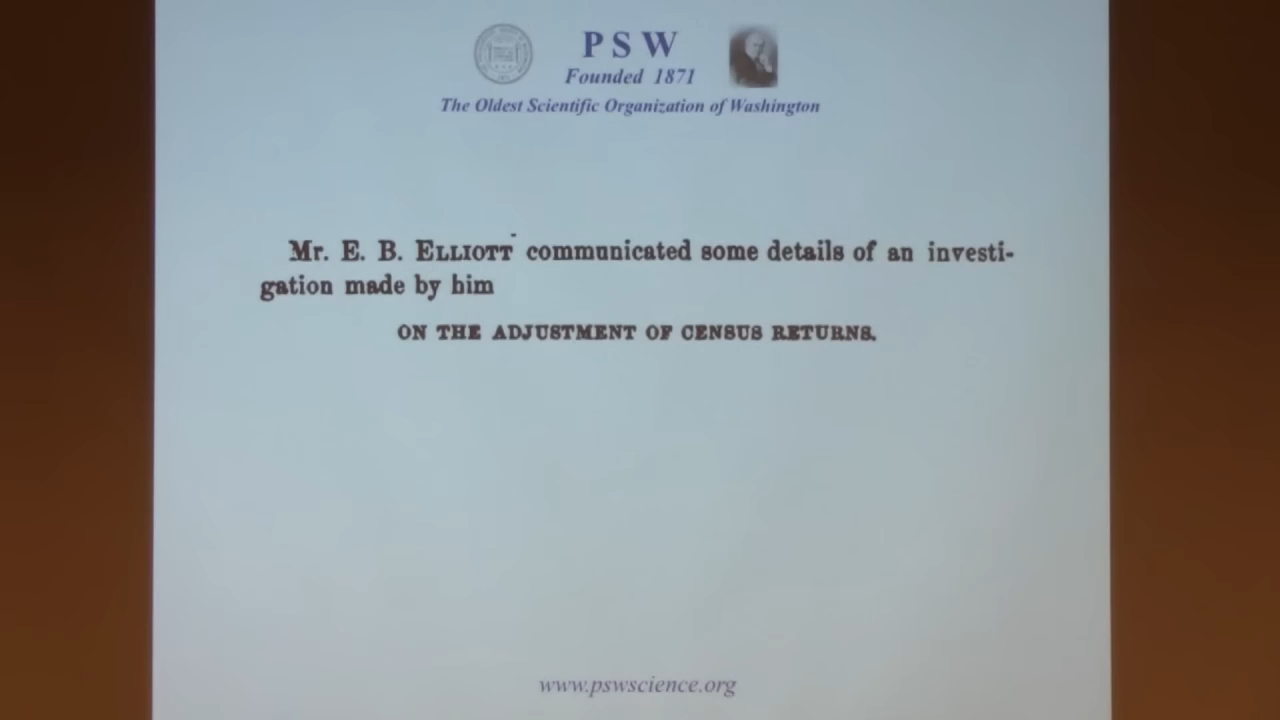 PSW
Founded 1871
The Oldest Scientific Organization of Washington
Mr. E. B. ELLIOTT communicated some details of an investi-
gation made by him
ON THE ADJUSTMENT OF CENSUS RETURNS.
www.pswscience.org